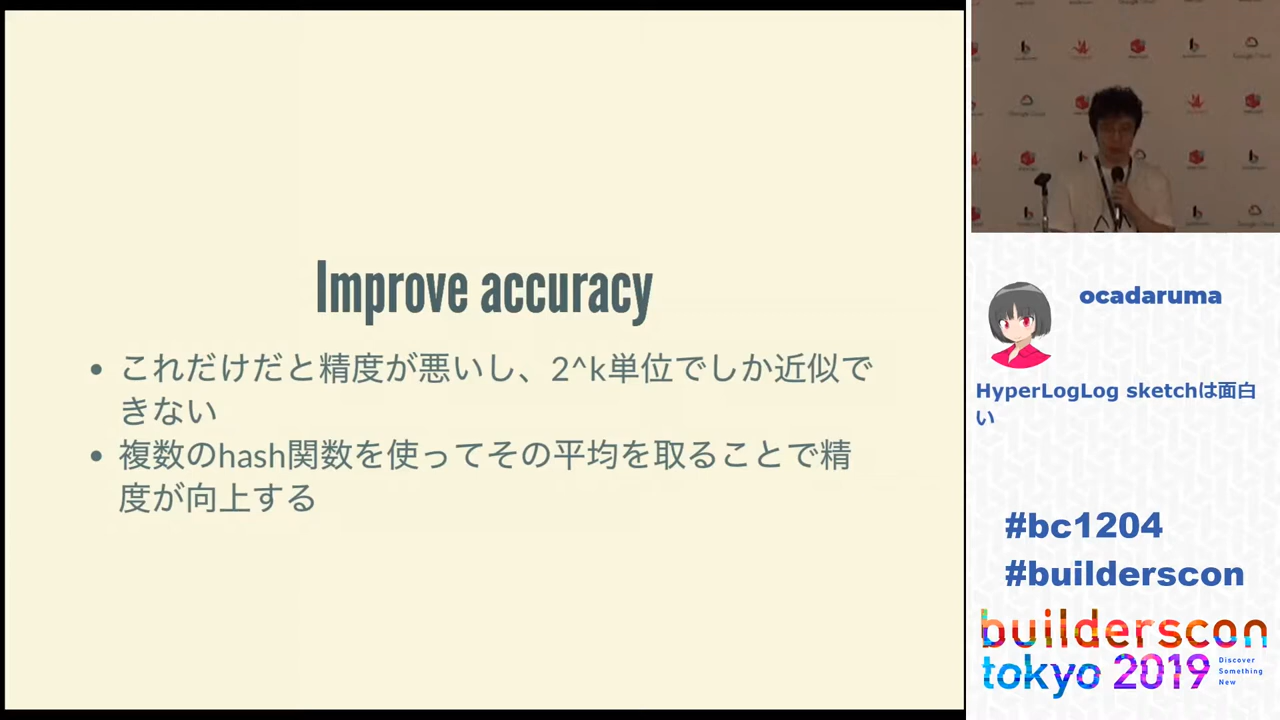 Improve accuracy
これだけだと精度が悪いし、2^k単位でしか近似で
きない
複数のhash関数を使ってその平均を取ることで精
度が向上する
ocadaruma
HyperLogLog sketchは面白
い
#bc1204
#builderscon
builderscon
tokyo 2019
Discover
Something
New